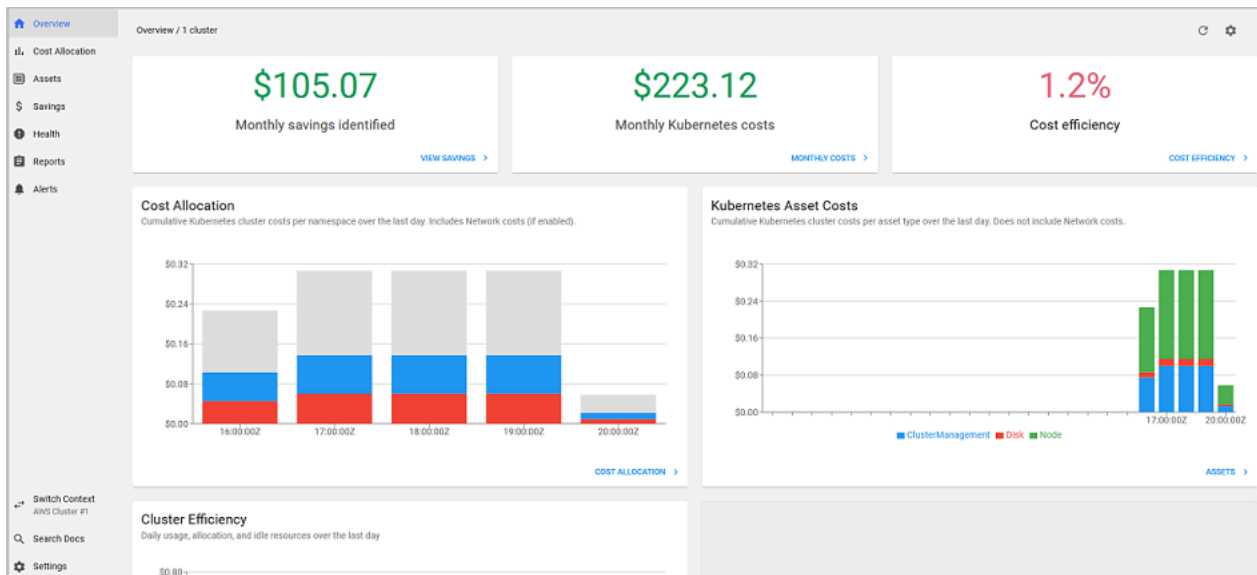 Overview
Cost Allocation
Assets
Savings
Health
Reports
Alerts
Switch Context
AWS Cluster #1
Search Docs
Settings
Overview / 1 cluster
$105.07
Monthly savings identified
VIEW SAVINGS >
$223.12
Monthly Kubernetes costs
MONTHLY COSTS >
1.2%
Cost efficiency
COST EFFICIENCY >
Cost Allocation
Cumulative Kubernetes cluster costs per namespace over the last day. Includes Network costs (if enabled).
$0.32
$0.24
$0.16
$0.08
$0.00
16:00:00Z 17:00:00Z 18:00:00Z 19:00:00Z 20:00:00Z
COST ALLOCATION >
Kubernetes Asset Costs
Cumulative Kubernetes cluster costs per asset type over the last day. Does not include Network costs.
$0.32
$0.24
$0.16
$0.08
$0.00
17:00:00Z 20:00:00Z
ClusterManagement Disk Node
ASSETS >
Cluster Efficiency
Daily usage, allocation, and idle resources over the last day
$0.80